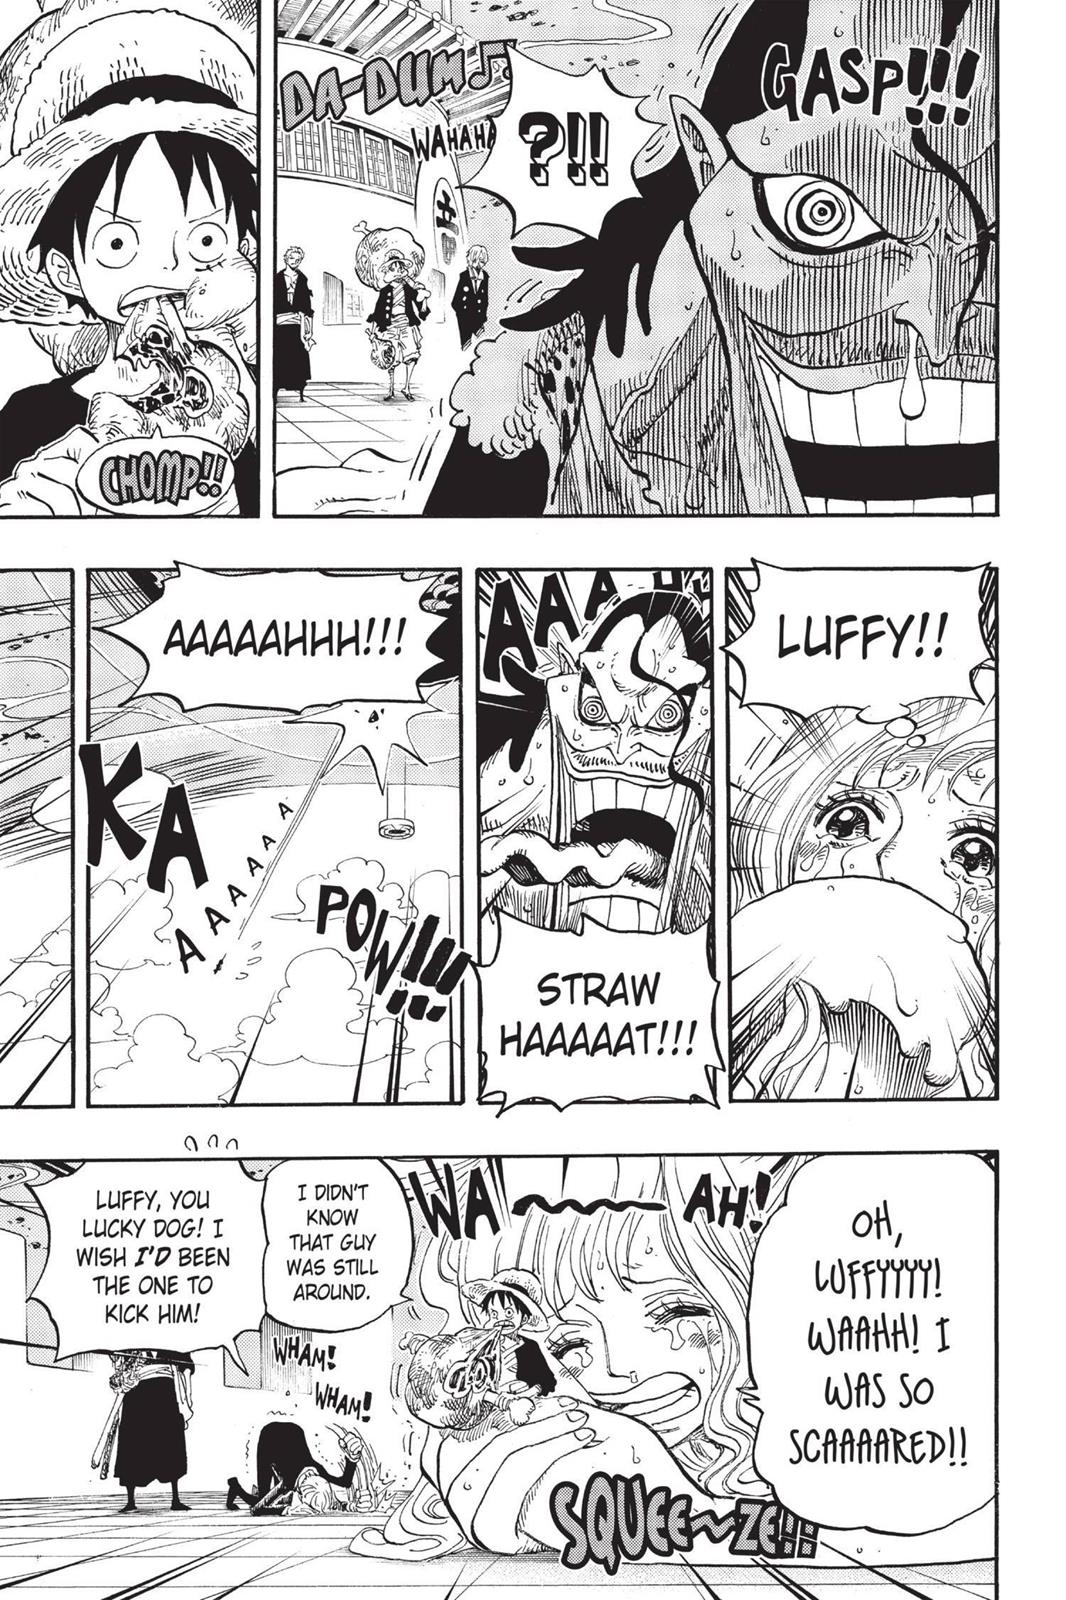 GASP!!!
?!!
DA-DUM♫
WAHAHA
CHOMP!!
LUFFY!!
AAAAHH
STRAW
HAAAAAT!!!
AAAAAHHH!!!
KA
AAAAAA
POW!!!
OH,
LUFFYYYY!
WAAHH! I
WAS SO
SCAAAARED!!
WA~AH!
SQUEE~ZE!!
I DIDN'T
KNOW
THAT GUY
WAS STILL
AROUND.
WHAM!
WHAM!
LUFFY, YOU
LUCKY DOG! I
WISH I'D BEEN
THE ONE TO
KICK HIM!